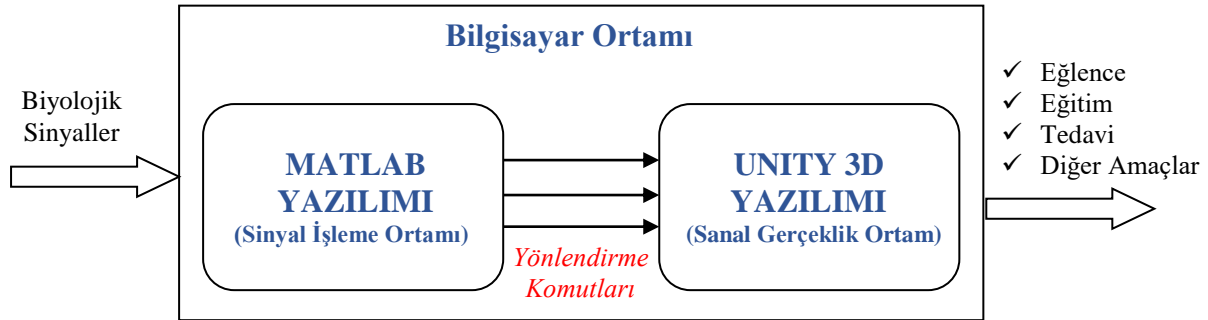 Bilgisayar Ortamı
Biyolojik
Sinyaller
MATLAB
YAZILIMI
(Sinyal İşleme Ortamı)
Yönlendirme
Komutları
UNITY 3D
YAZILIMI
(Sanal Gerçeklik Ortam)
✓ Eğlence
✓ Eğitim
✓ Tedavi
✓ Diğer Amaçlar